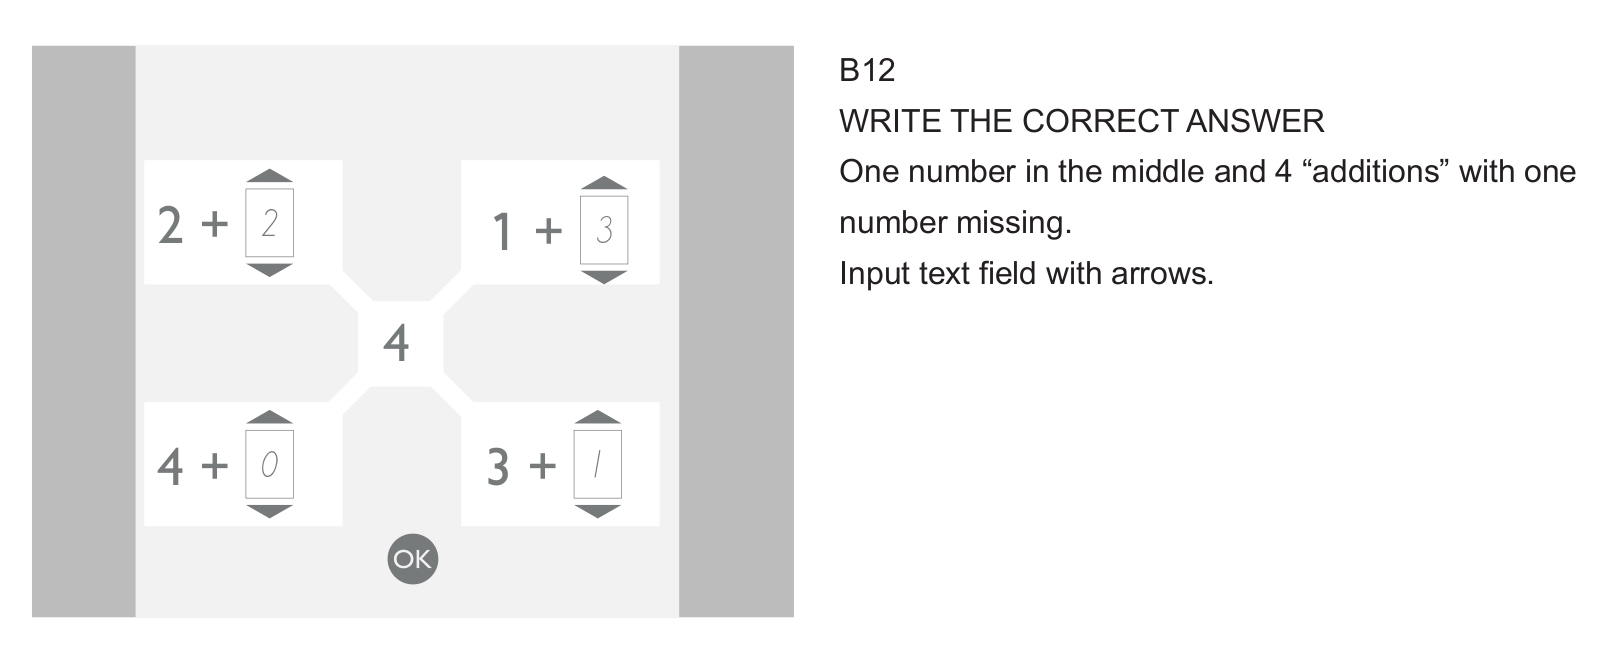 2 + 2
1 + 3
4
4 + 0
3 + 1
OK
B12
WRITE THE CORRECT ANSWER
One number in the middle and 4 “additions” with one
number missing.
Input text field with arrows.